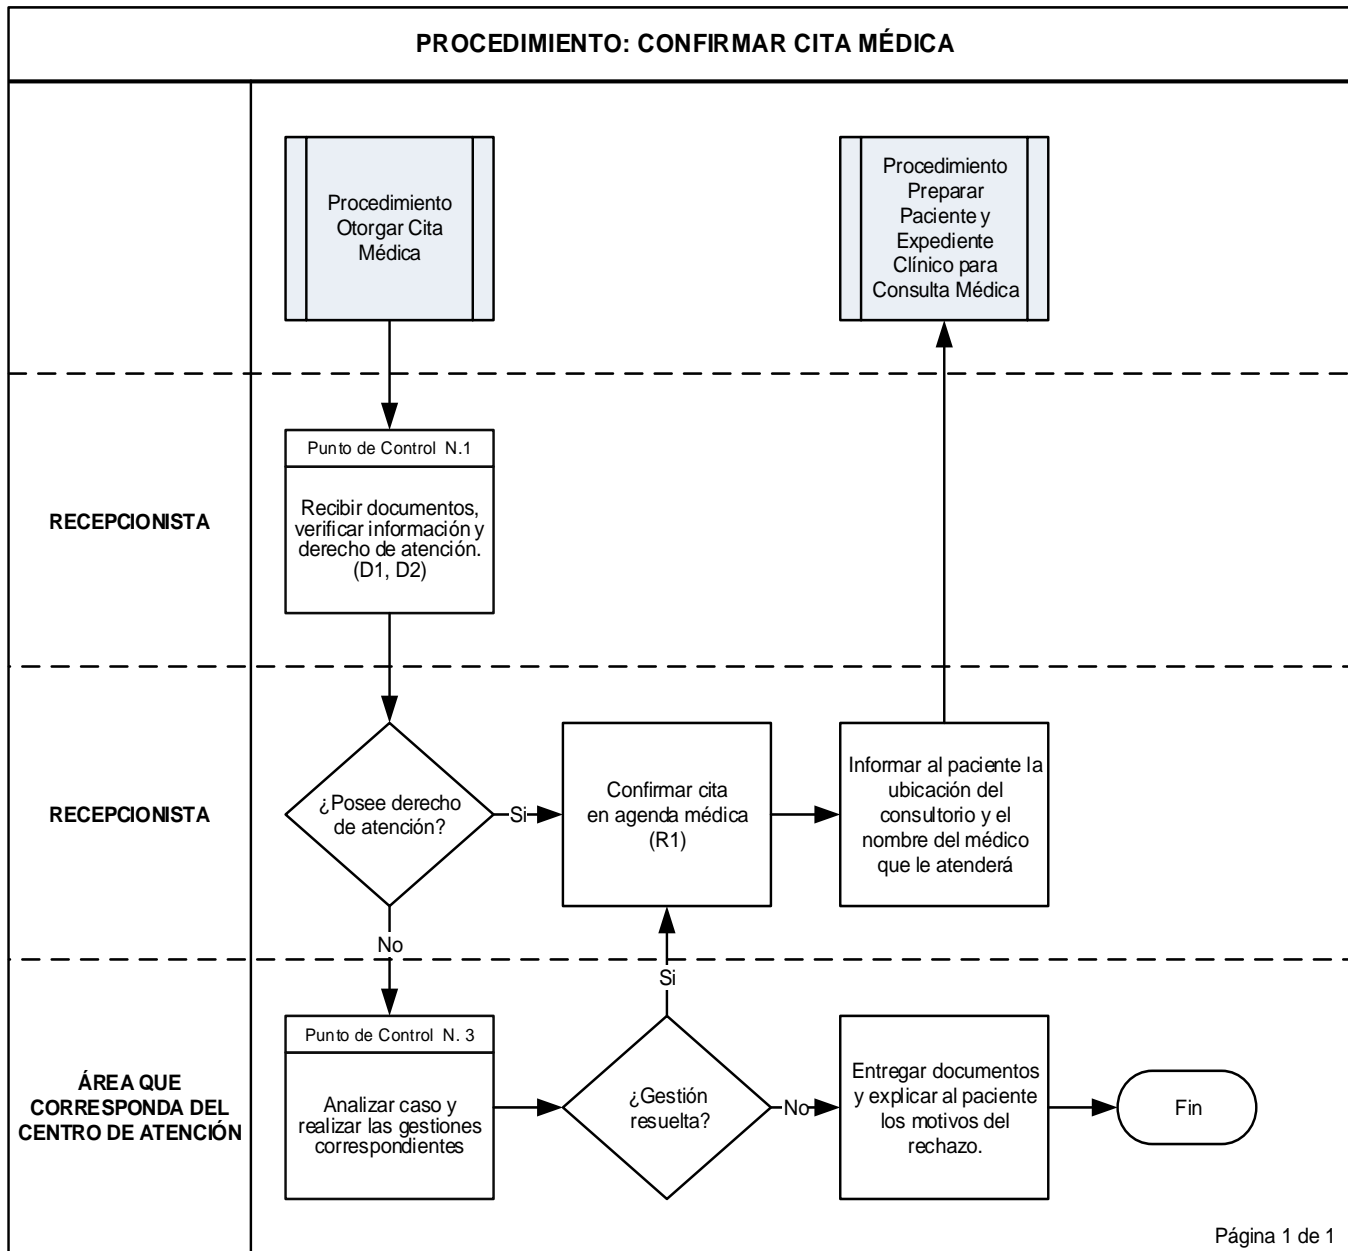 PROCEDIMIENTO: CONFIRMAR CITA MÉDICA
Procedimiento
Otorgar Cita
Médica
Procedimiento
Preparar
Paciente y
Expediente
Clínico para
Consulta Médica
RECEPCIONISTA
Punto de Control N.1
Recibir documentos,
verificar información y
derecho de atención.
(D1, D2)
RECEPCIONISTA
¿Posee derecho
de atención?
Si
Confirmar cita
en agenda médica
(R1)
Informar al paciente la
ubicación del
consultorio y el
nombre del médico
que le atenderá
No
Si
ÁREA QUE
CORRESPONDA DEL
CENTRO DE ATENCIÓN
Punto de Control N. 3
Analizar caso y
realizar las gestiones
correspondientes
¿Gestión
resuelta?
No
Entregar documentos
y explicar al paciente
los motivos del
rechazo.
Fin
Página 1 de 1